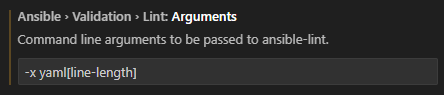 Ansible › Validation › Lint: Arguments
Command line arguments to be passed to ansible-lint.
-x yaml[line-length]